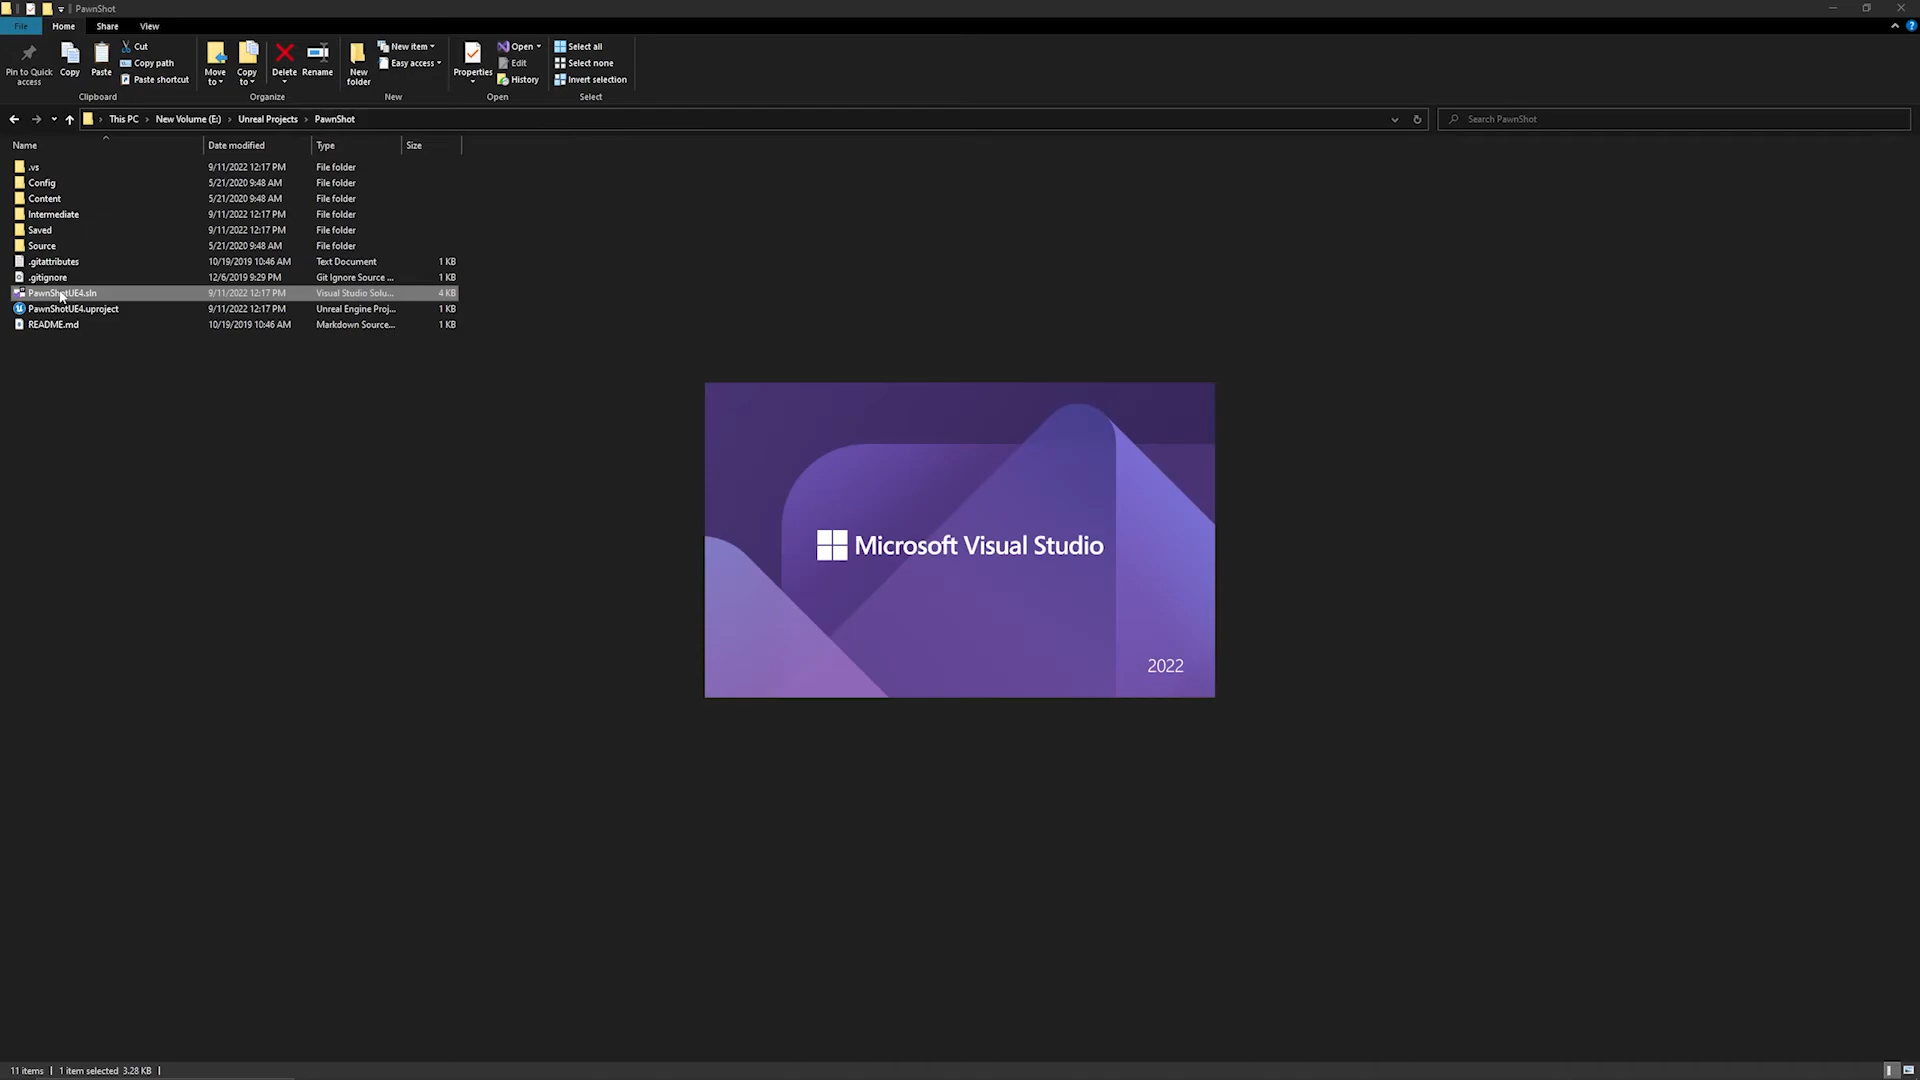 PawnShot
File Home Share View
Pin to Quick access
Copy
Paste
Cut
Copy path
Paste shortcut
Move to
Copy to
Delete
Rename
New folder
New item
Easy access
Properties
Open
Edit
History
Select all
Select none
Invert selection
Clipboard Organize New Open Select
This PC › New Volume (E:) › Unreal Projects › PawnShot
Search PawnShot
Name Date modified Type Size
.vs 9/11/2022 12:17 PM File folder
Config 5/21/2020 9:48 AM File folder
Content 5/21/2020 9:48 AM File folder
Intermediate 9/11/2022 12:17 PM File folder
Saved 9/11/2022 12:17 PM File folder
Source 5/21/2020 9:48 AM File folder
.gitattributes 10/19/2019 10:46 AM Text Document 1 KB
.gitignore 12/6/2019 9:29 PM Git Ignore Source ... 1 KB
PawnShotUE4.sln 9/11/2022 12:17 PM Visual Studio Solu... 4 KB
PawnShotUE4.uproject 9/11/2022 12:17 PM Unreal Engine Proj... 1 KB
README.md 10/19/2019 10:46 AM Markdown Source... 1 KB
Microsoft Visual Studio
2022
11 items 1 item selected 3.28 KB